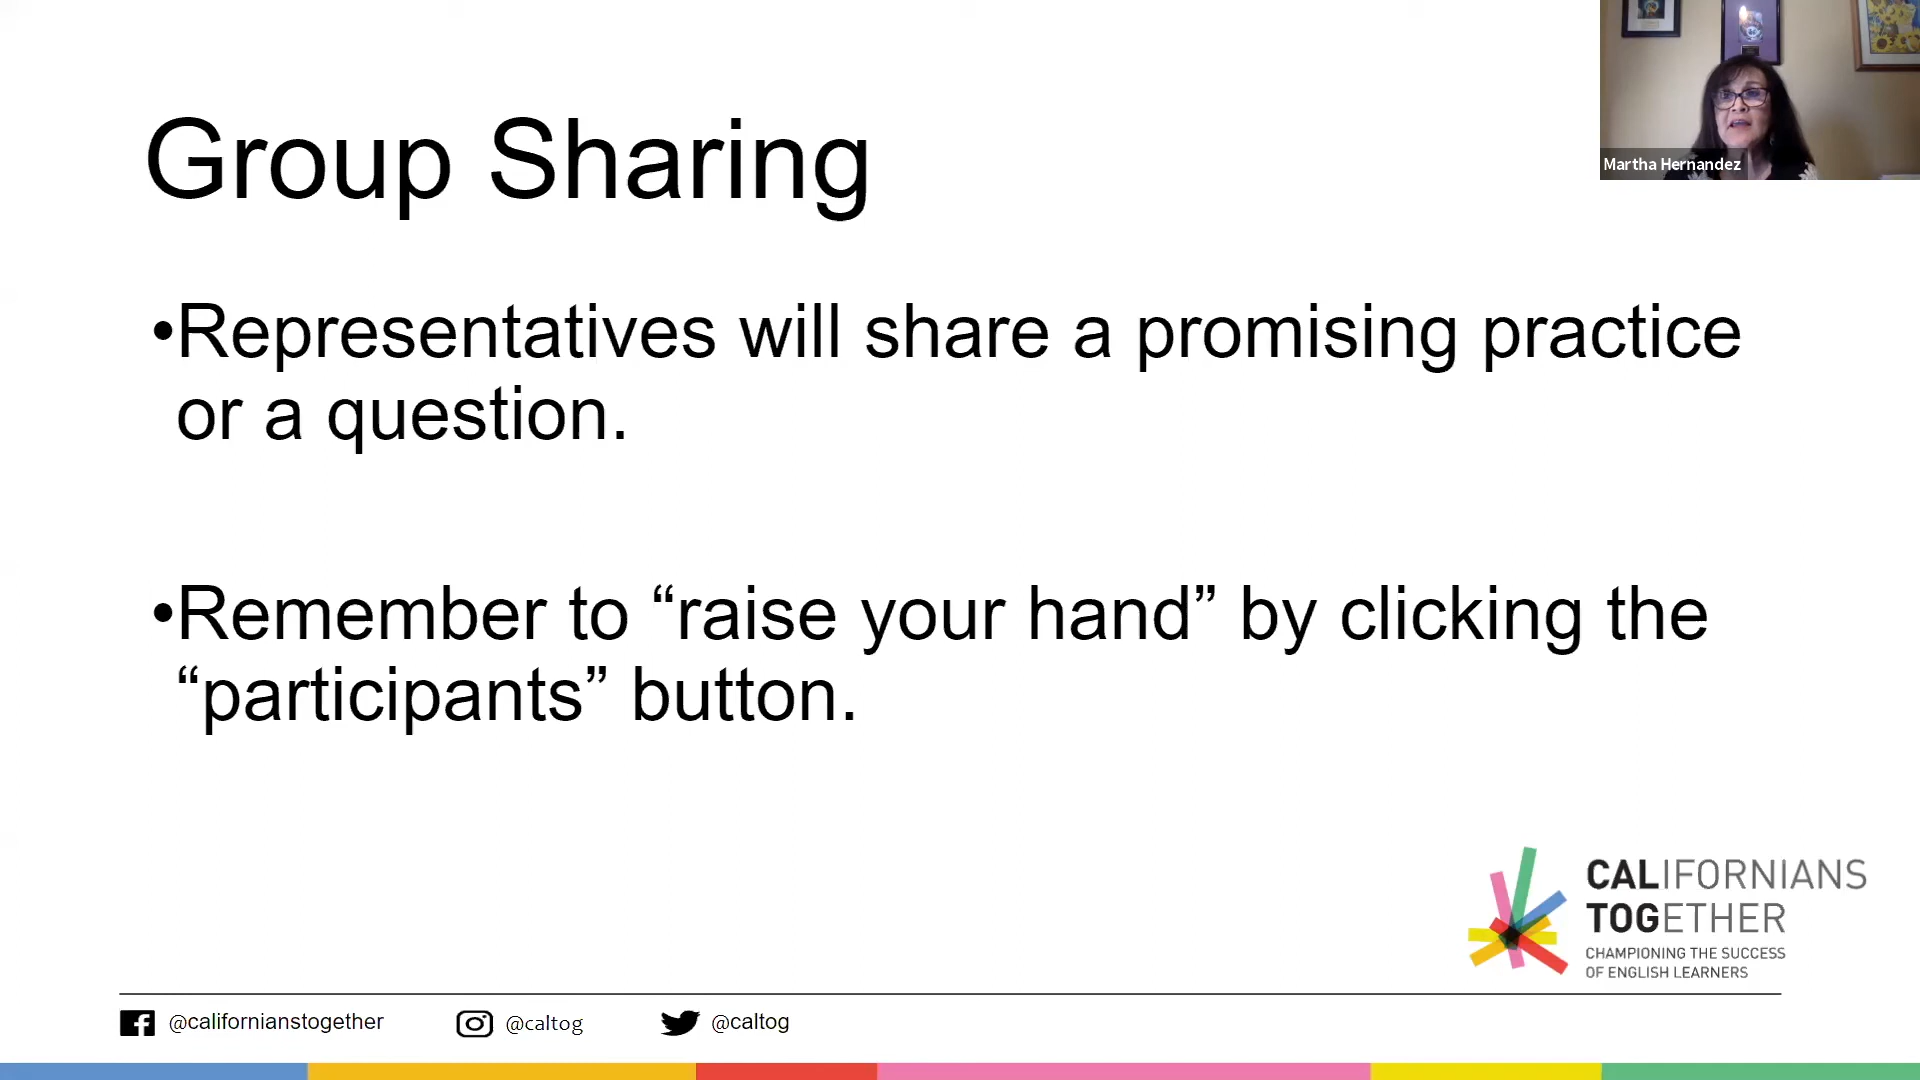 Group Sharing
Martha Hernandez
•Representatives will share a promising practice
or a question.
•Remember to “raise your hand” by clicking the
“participants” button.
CALIFORNIANS
TOGETHER
CHAMPIONING THE SUCCESS
OF ENGLISH LEARNERS
@californianstogether @caltog @caltog